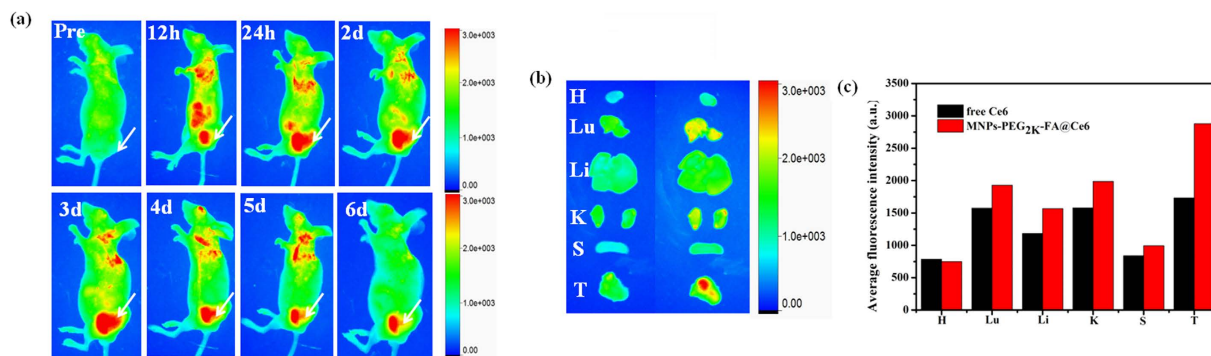 (a)
Pre
12h
24h
2d
3.0e+003
2.0e+003
1.0e+003
0.00
3d
4d
5d
6d
3.0e+003
2.0e+003
1.0e+003
0.00
(b)
H
Lu
Li
K
S
T
3.0e+003
2.0e+003
1.0e+003
0.00
(c)
Average fluorescence intensity (a.u.)
3500
3000
2500
2000
1500
1000
500
0
free Ce6
MNPs-PEG2K-FA@Ce6
H Lu Li K S T